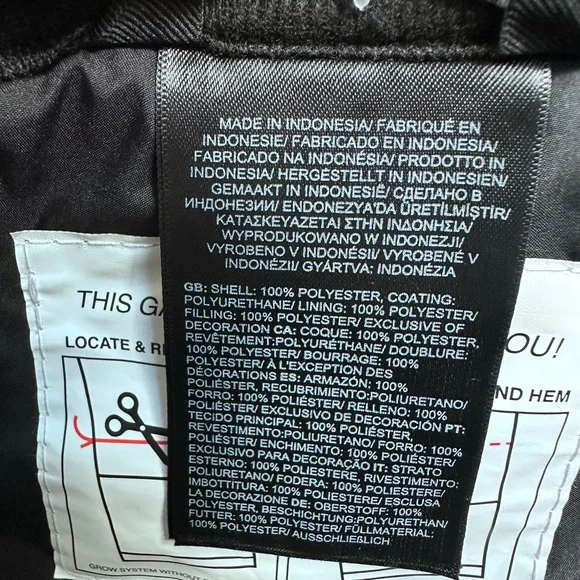 MADE IN INDONESIA/ FABRIQUÉ EN
INDONESIE/ FABRICADO EN INDONESIA/
FABRICADO NA INDONÉSIA/ PRODOTTO IN
INDONESIA/ HERGESTELLT IN INDONESIEN/
GEMAAKT IN INDONESIË/ СДЕЛАНО В
ИНДОНЕЗИИ/ ENDONEZYA'DA ÜRETİLMİŞTİR/
ΚΑΤΑΣΚΕΥΑΖΕΤΑΙ ΣΤΗΝ ΙΝΔΟΝΗΣΙΑ/
WYPRODUKOWANO W INDONEZJI/
VYROBENO V INDONÉSII/ VYROBENÉ V
INDONÉZII/ GYÁRTVA: INDONÉZIA
GB: SHELL: 100% POLYESTER, COATING:
POLYURETHANE/ LINING: 100% POLYESTER/
FILLING: 100% POLYESTER/ EXCLUSIVE OF
DECORATION CA: COQUE: 100% POLYESTER,
REVÊTEMENT:POLYURÉTHANE/ DOUBLURE:
100% POLYESTER/ BOURRAGE: 100%
POLYESTER/ À L'EXCEPTION DES
DÉCORATIONS ES: ARMAZÓN: 100%
POLIÉSTER, RECUBRIMIENTO:POLIURETANO/
FORRO: 100% POLIÉSTER/ RELLENO: 100%
POLIÉSTER/ EXCLUSIVO DE DECORACIÓN PT:
TECIDO PRINCIPAL: 100% POLIÉSTER,
REVESTIMENTO:POLIURETANO/ FORRO: 100%
POLIÉSTER/ ENCHIMENTO: 100% POLIÉSTER/
EXCLUSIVO PARA DECORAÇÃO IT: STRATO
ESTERNO: 100% POLIESTERE, RIVESTIMENTO:
POLIURETANO/ FODERA: 100% POLIESTERE/
IMBOTTITURA: 100% POLIESTERE/ ESCLUSA
LA DECORAZIONE DE: OBERSTOFF: 100%
POLYESTER, BESCHICHTUNG:POLYURETHAN/
FUTTER: 100% POLYESTER/ FÜLLMATERIAL:
100% POLYESTER/ AUSSCHLIEßLICH
THIS GA
YOU!
LOCATE & RE
ND HEM
GROW SYSTEM WITHOUT